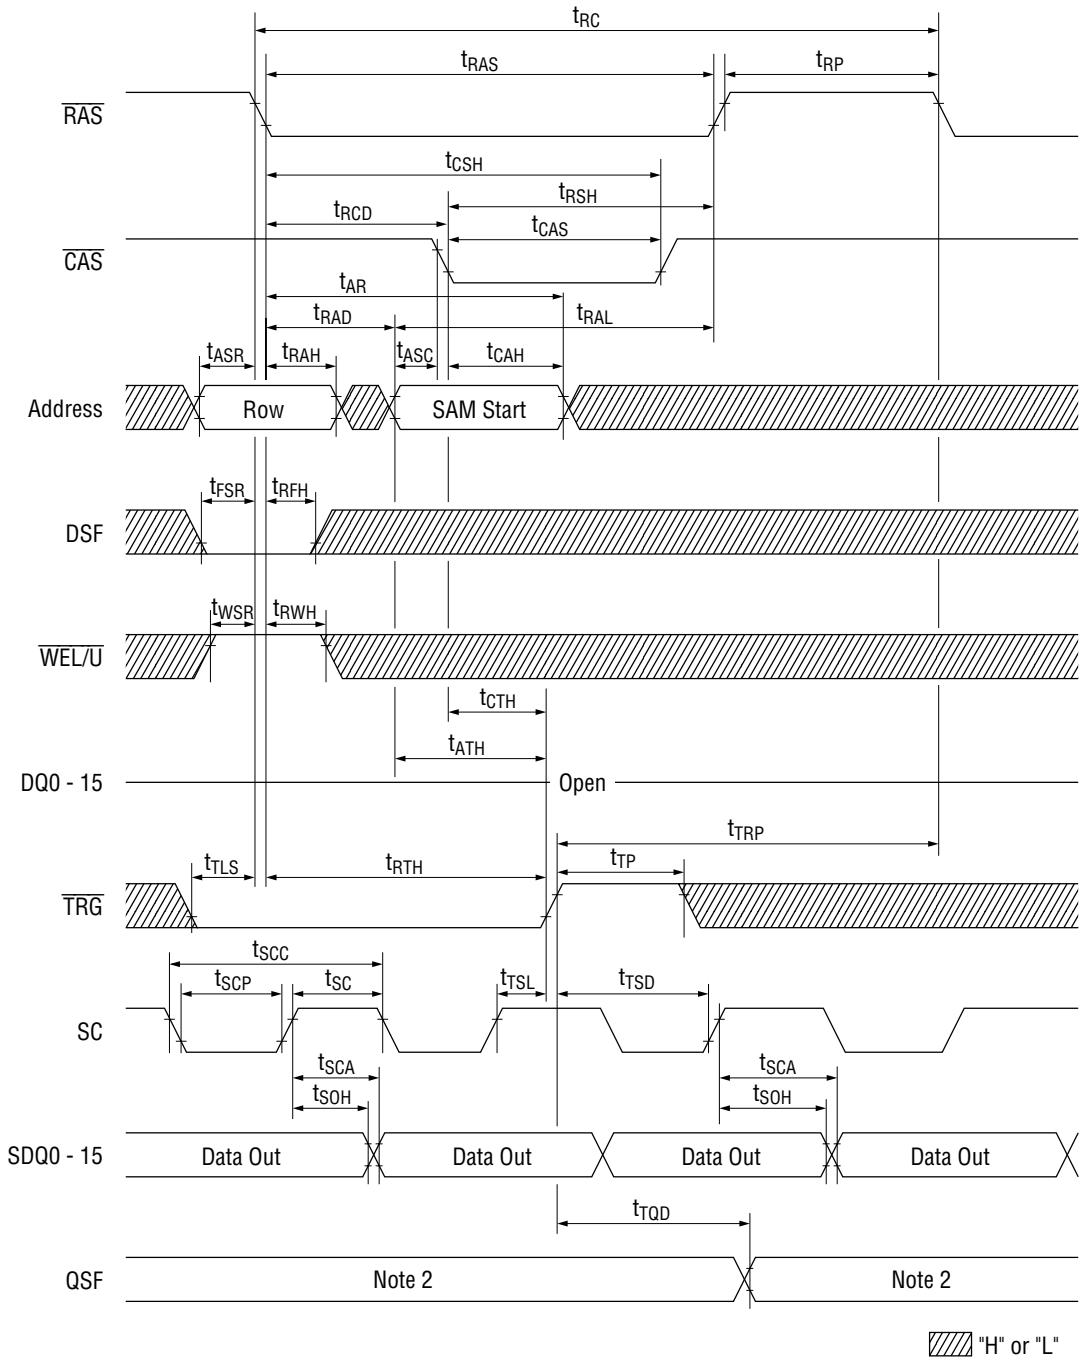 tRC
tRAS tRP
RAS
tCSH
tRSH
tRCD
tCAS
CAS
tAR
tRAD tRAL
tASR tRAH tASC tCAH
Address Row SAM Start
tFSR tRFH
DSF
tWSR tRWH
WEL/U
tCTH
tATH
DQ0 - 15 Open
tTRP
tTLS tRTH tTP
TRG
tSCC
tSCP tSC tTSL tTSD
SC
tSCA tSCA
tSOH tSOH
SDQ0 - 15 Data Out Data Out Data Out Data Out
tTQD
QSF Note 2 Note 2
"H" or "L"